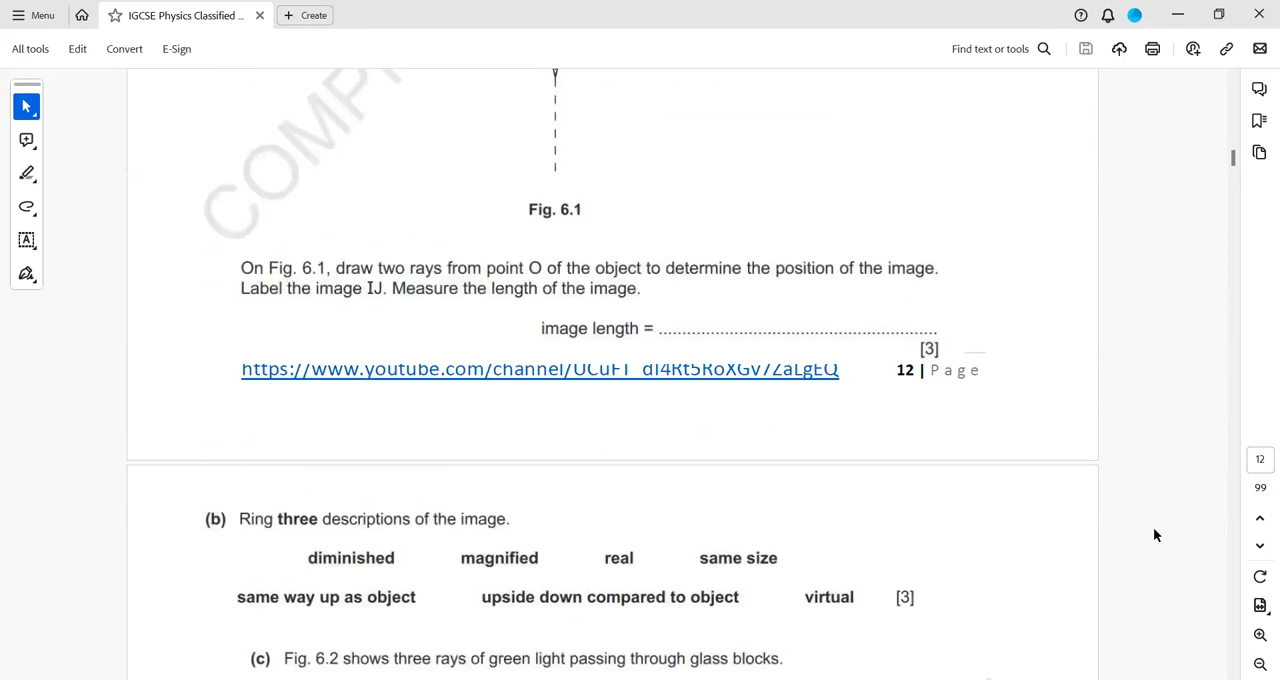 Menu
IGCSE Physics Classified ...
Create
All tools
Edit
Convert
E-Sign
Find text or tools
COMP
Fig. 6.1
On Fig. 6.1, draw two rays from point O of the object to determine the position of the image.
Label the image IJ. Measure the length of the image.
image length = ............................................................
[3]
12 | Page
(b) Ring three descriptions of the image.
diminished magnified real same size
same way up as object upside down compared to object virtual [3]
(c) Fig. 6.2 shows three rays of green light passing through glass blocks.
12
99